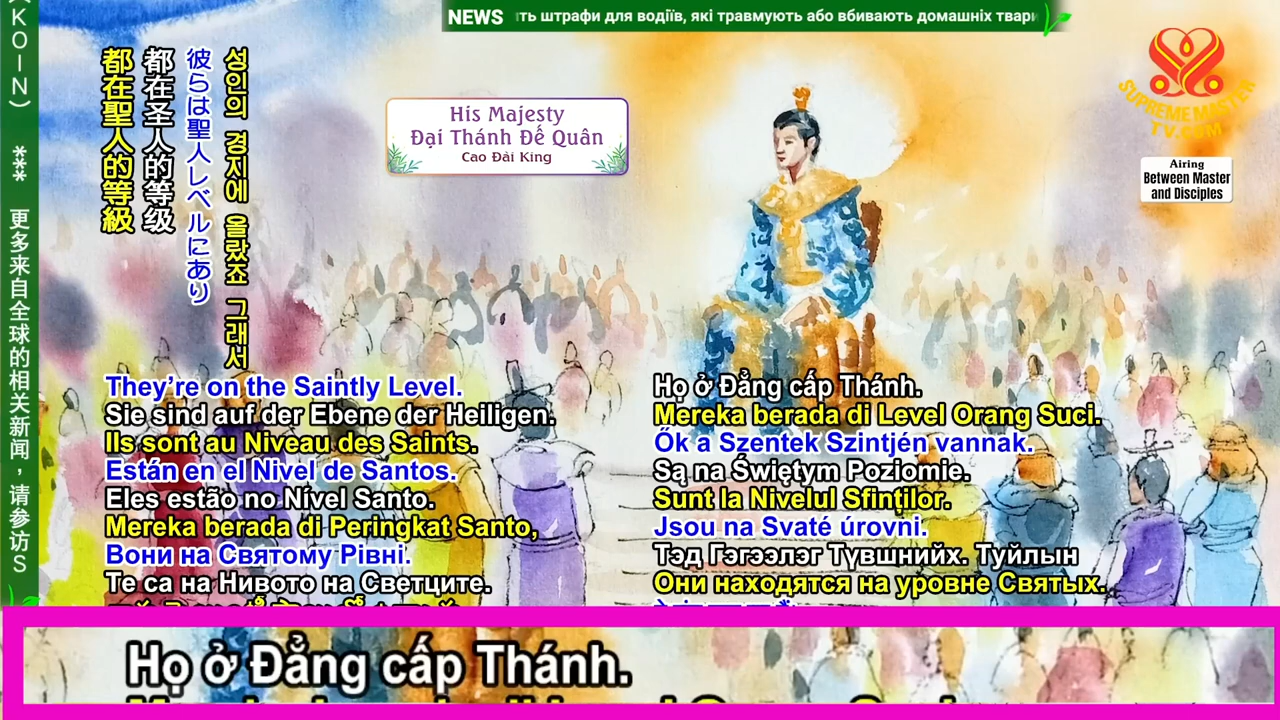 NEWS
ть штрафи для водіїв, які травмують або вбивають домашніх твари
SUPREME MASTER
TV.COM
Airing
Between Master
and Disciples
His Majesty
Đại Thánh Đế Quân
Cao Đài King
KOIN) *** 更多来自全球的相关新闻，请参访S
都在聖人的等級
都在圣人的等级
彼らは聖人レベルにあり
성인의 경지에 올랐죠 그래서
They're on the Saintly Level.
Sie sind auf der Ebene der Heiligen.
Ils sont au Niveau des Saints.
Están en el Nivel de Santos.
Eles estão no Nível Santo.
Mereka berada di Peringkat Santo,
Вони на Святому Рівні.
Те са на Нивото на Светците.
Họ ở Đẳng cấp Thánh.
Mereka berada di Level Orang Suci.
Ők a Szentek Szintjén vannak.
Są na Świętym Poziomie.
Sunt la Nivelul Sfinților.
Jsou na Svaté úrovni.
Тэд Гэгээлэг Түвшнийх. Туйлын
Они находятся на уровне Святых.
Họ ở Đẳng cấp Thánh.